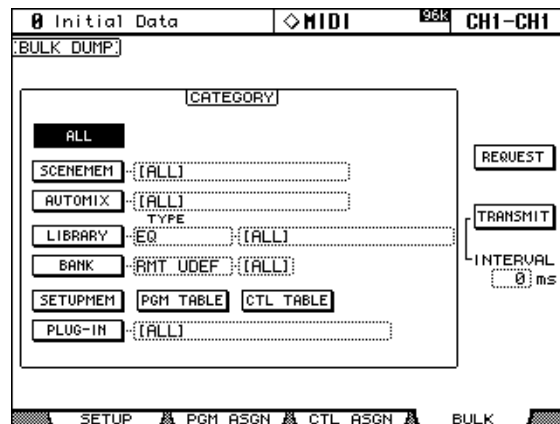 0 Initial Data ◇MIDI 96k CH1-CH1
BULK DUMP
CATEGORY
ALL
REQUEST
SCENEMEM [ALL]
AUTOMIX [ALL]
TRANSMIT
TYPE
LIBRARY EQ [ALL]
INTERVAL
BANK RMT UDEF [ALL]
0 ms
SETUPMEM PGM TABLE CTL TABLE
PLUG-IN [ALL]
SETUP PGM ASGN CTL ASGN BULK